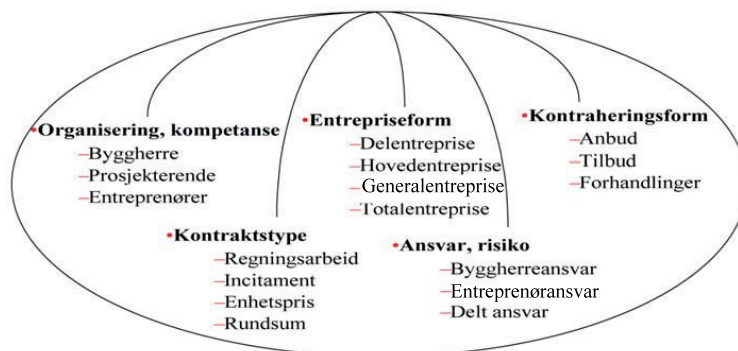 •Organisering, kompetanse
–Byggherre
–Prosjekterende
–Entreprenører
•Entrepriseform
–Delentreprise
–Hovedentreprise
–Generalentreprise
–Totalentreprise
•Kontraheringsform
–Anbud
–Tilbud
–Forhandlinger
•Kontraktstype
–Regningsarbeid
–Incitament
–Enhetspris
–Rundsum
•Ansvar, risiko
–Byggherreansvar
–Entreprenøransvar
–Delt ansvar